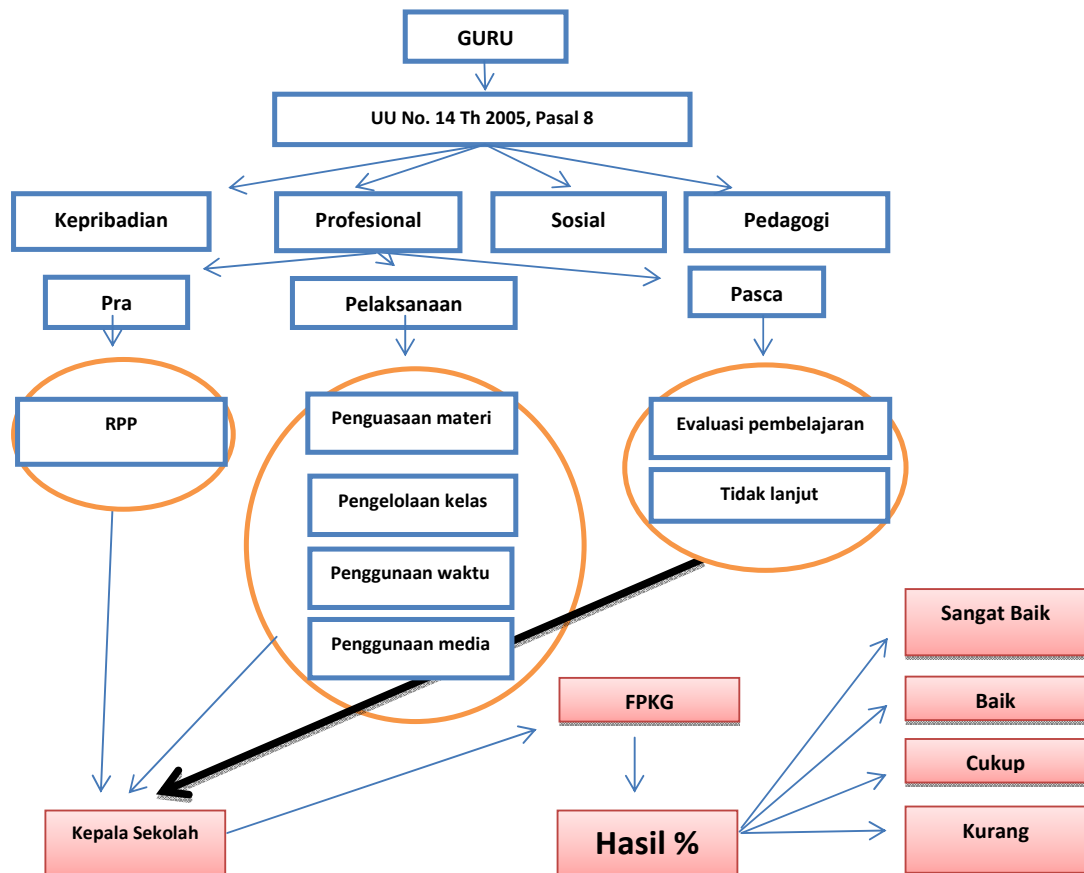 GURU
UU No. 14 Th 2005, Pasal 8
Kepribadian
Profesional
Sosial
Pedagogi
Pra
Pelaksanaan
Pasca
RPP
Penguasaan materi
Evaluasi pembelajaran
Pengelolaan kelas
Tidak lanjut
Penggunaan waktu
Penggunaan media
Sangat Baik
FPKG
Baik
Cukup
Kepala Sekolah
Hasil %
Kurang